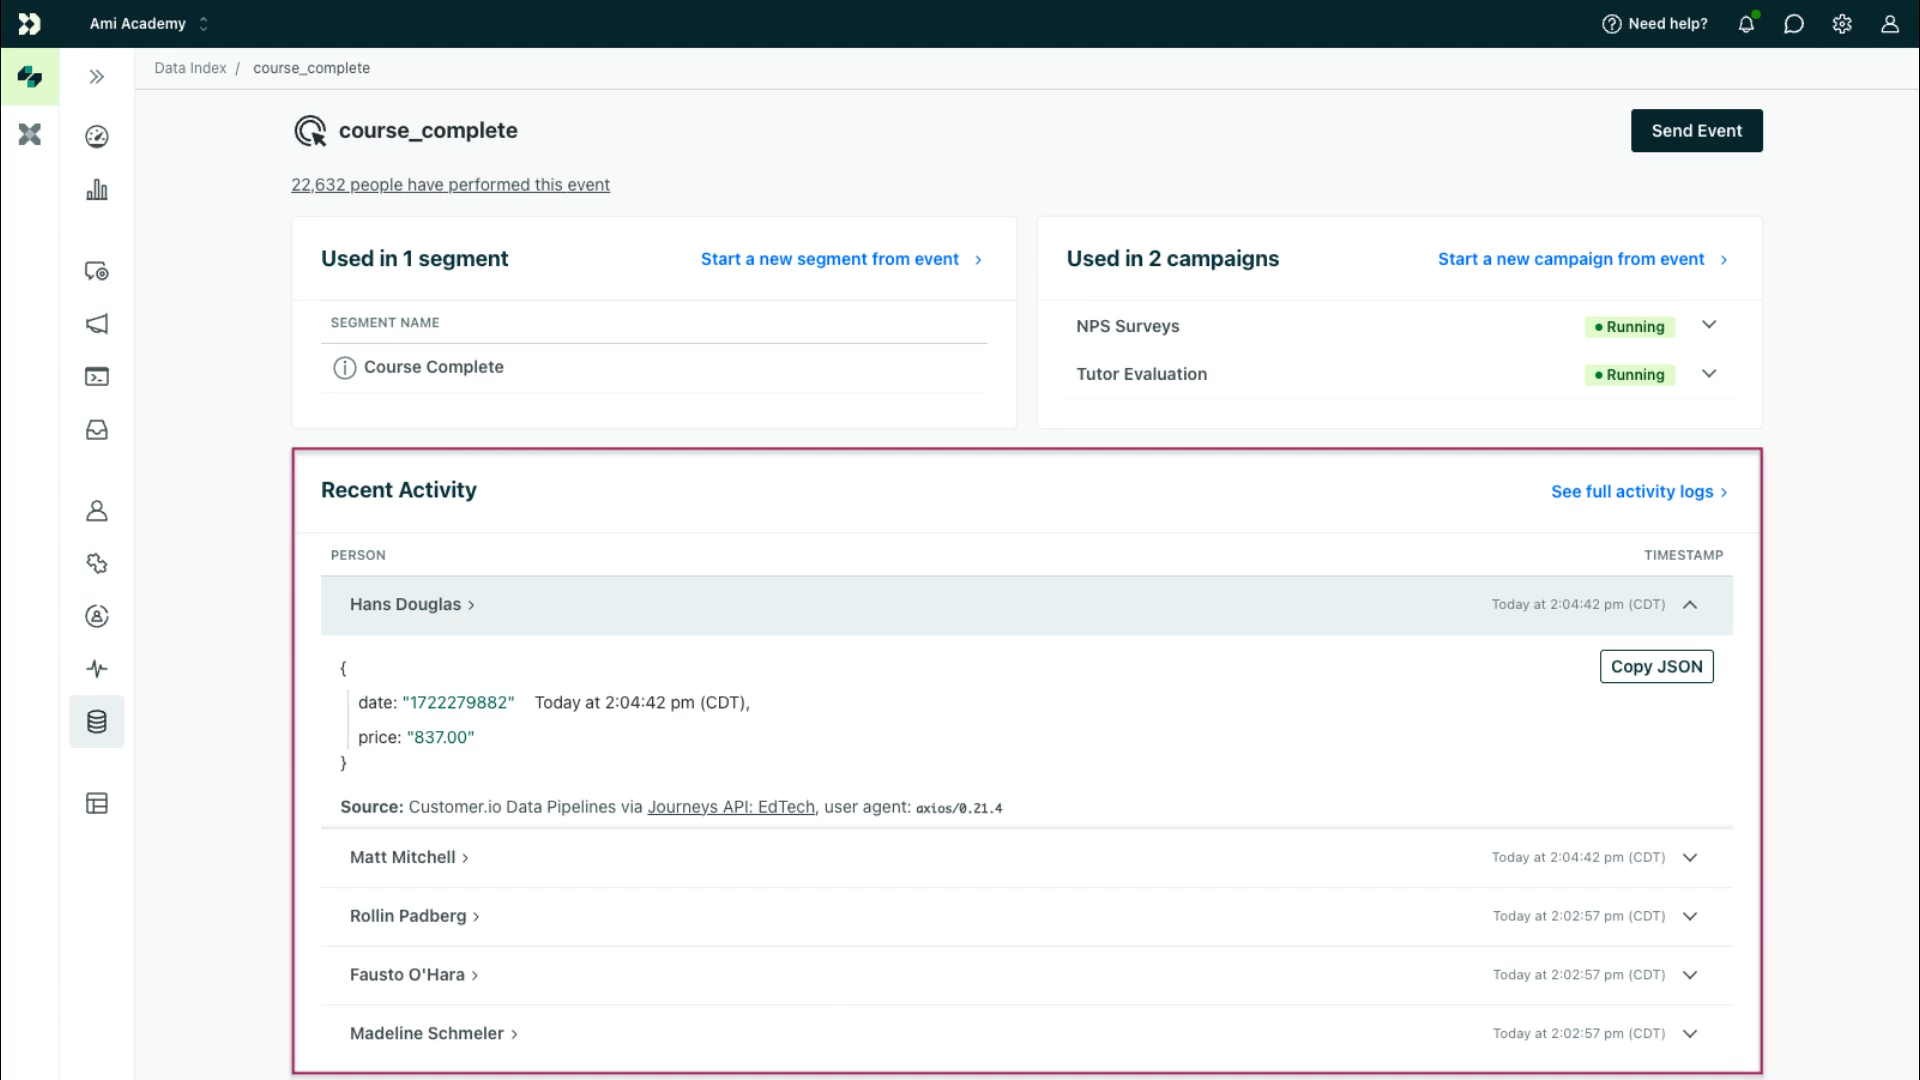 Ami Academy
Need help?
Data Index / course_complete
course_complete
Send Event
22,632 people have performed this event
Used in 1 segment
Start a new segment from event
SEGMENT NAME
Course Complete
Used in 2 campaigns
Start a new campaign from event
NPS Surveys
Running
Tutor Evaluation
Running
Recent Activity
See full activity logs
PERSON
TIMESTAMP
Hans Douglas
Today at 2:04:42 pm (CDT)
Copy JSON
{
date: "1722279882" Today at 2:04:42 pm (CDT),
price: "837.00"
}
Source: Customer.io Data Pipelines via Journeys API: EdTech, user agent: axios/0.21.4
Matt Mitchell
Today at 2:04:42 pm (CDT)
Rollin Padberg
Today at 2:02:57 pm (CDT)
Fausto O'Hara
Today at 2:02:57 pm (CDT)
Madeline Schmeler
Today at 2:02:57 pm (CDT)